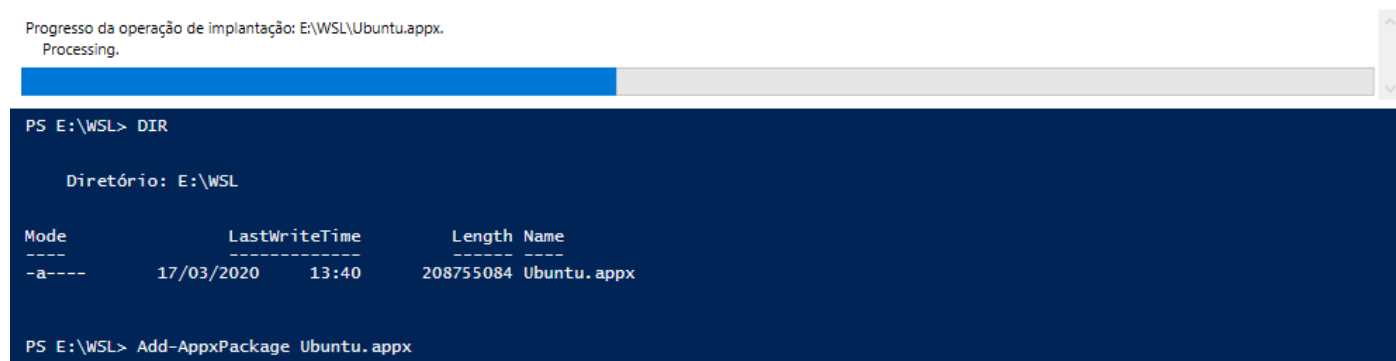 Progresso da operação de implantação: E:\WSL\Ubuntu.appx.
Processing.
PS E:\WSL> DIR
Diretório: E:\WSL
Mode LastWriteTime Length Name
---- ------------- ------ ----
-a---- 17/03/2020 13:40 208755084 Ubuntu.appx
PS E:\WSL> Add-AppxPackage Ubuntu.appx